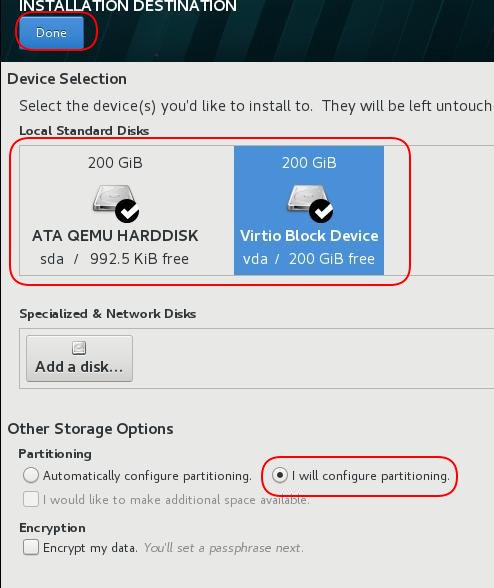 INSTALLATION DESTINATION
Done
Device Selection
Select the device(s) you'd like to install to. They will be left untouch
Local Standard Disks
200 GiB
ATA QEMU HARDDISK
sda / 992.5 KiB free
200 GiB
Virtio Block Device
vda / 200 GiB free
Specialized & Network Disks
Add a disk...
Other Storage Options
Partitioning
Automatically configure partitioning.
I will configure partitioning.
I would like to make additional space available.
Encryption
Encrypt my data. You'll set a passphrase next.